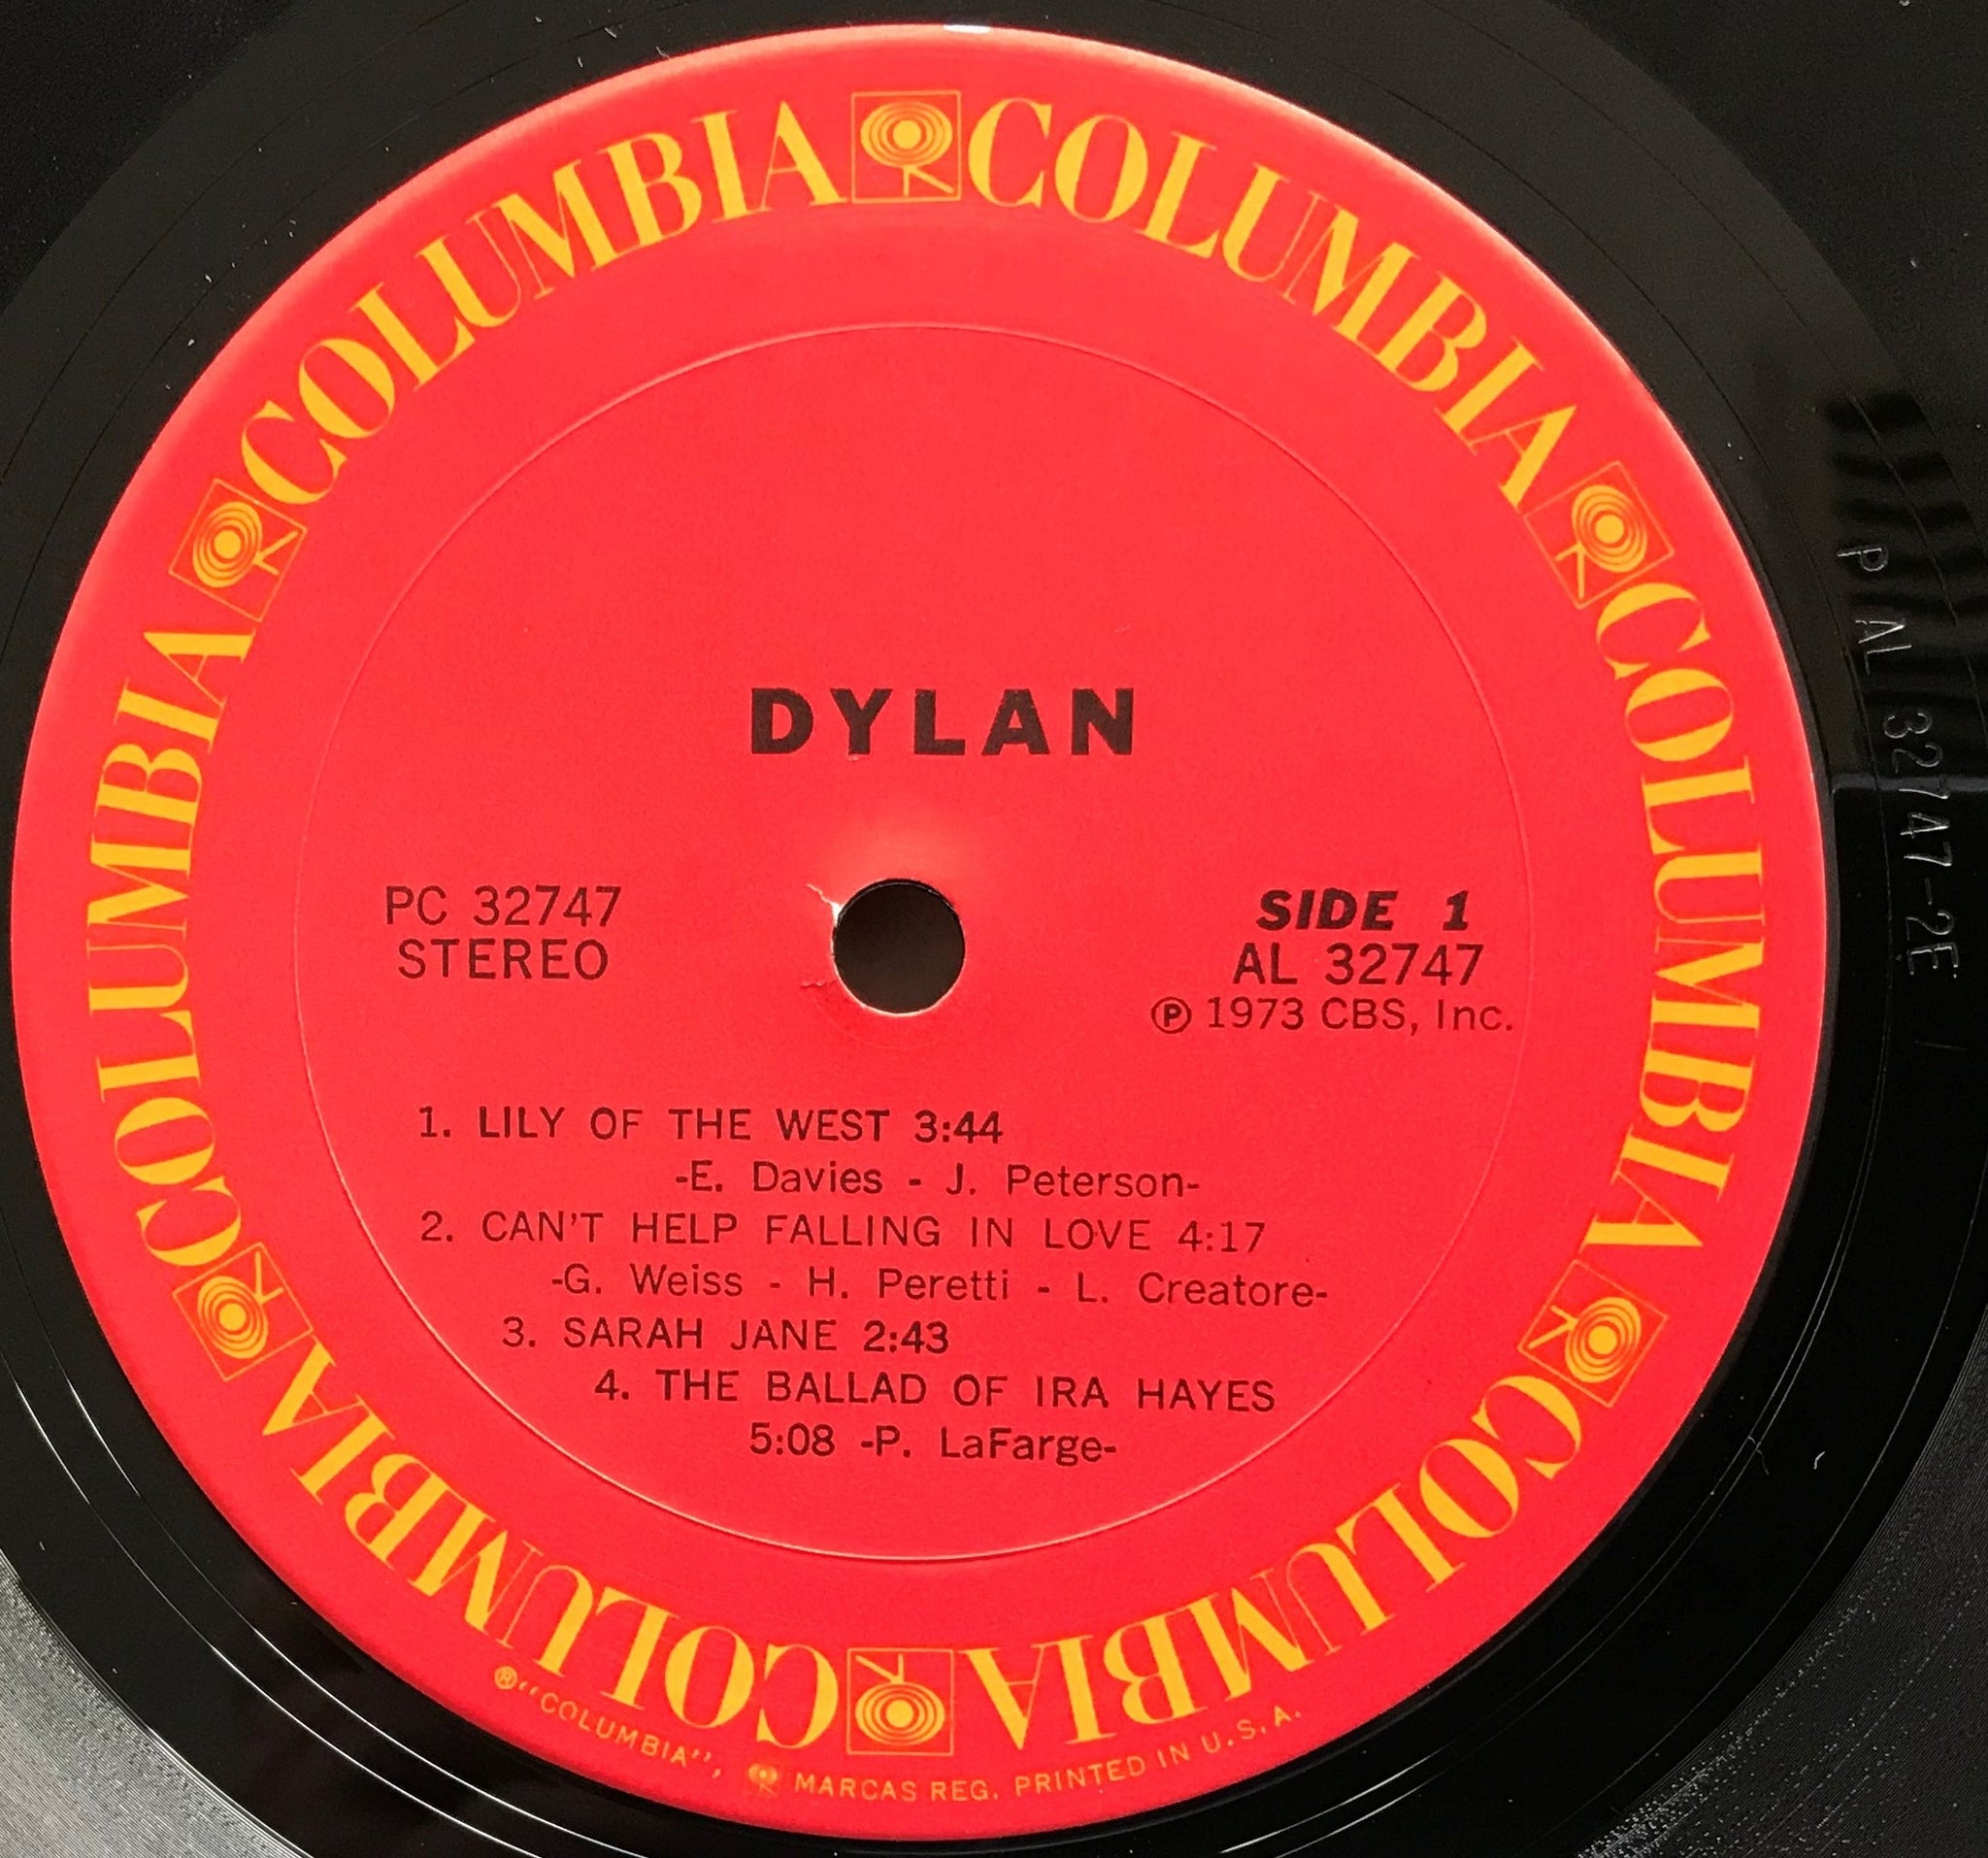 COLUMBIA COLUMBIA COLUMBIA COLUMBIA COLUMBIA COLUMBIA
DYLAN
PC 32747
STEREO
SIDE 1
AL 32747
Ⓟ 1973 CBS, Inc.
1. LILY OF THE WEST 3:44
-E. Davies - J. Peterson-
2. CAN'T HELP FALLING IN LOVE 4:17
-G. Weiss - H. Peretti - L. Creatore-
3. SARAH JANE 2:43
4. THE BALLAD OF IRA HAYES
5:08 -P. LaFarge-
®"COLUMBIA", MARCAS REG. PRINTED IN U.S.A.
P AL 32747-2E